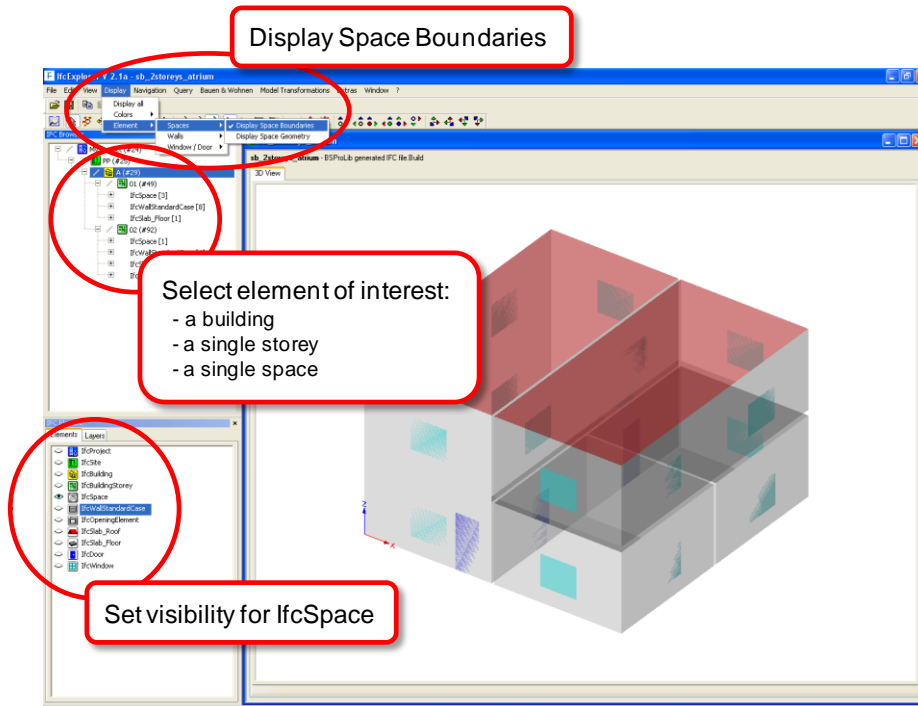 Display Space Boundaries
IfcExplorer V 2.1a - sb_2storeys_atrium
File Edit View Display Navigation Query Bauen & Wohnen Model Transformations Extras Window ?
Display all
Colors
Element
Spaces
Walls
Window / Door
Display Space Boundaries
Display Space Geometry
sb_2storeys_atrium - BSProLib generated IFC file.Build
3D View
A (#29)
01 (#49)
IfcSpace [3]
IfcWallStandardCase [8]
IfcSlab_Floor [1]
02 (#92)
IfcSpace [1]
Select element of interest:
- a building
- a single storey
- a single space
Z
X
Elements Layers
IfcProject
IfcSite
IfcBuilding
IfcBuildingStorey
IfcSpace
IfcWallStandardCase
IfcOpeningElement
IfcSlab_Roof
IfcSlab_Floor
IfcDoor
IfcWindow
Set visibility for IfcSpace